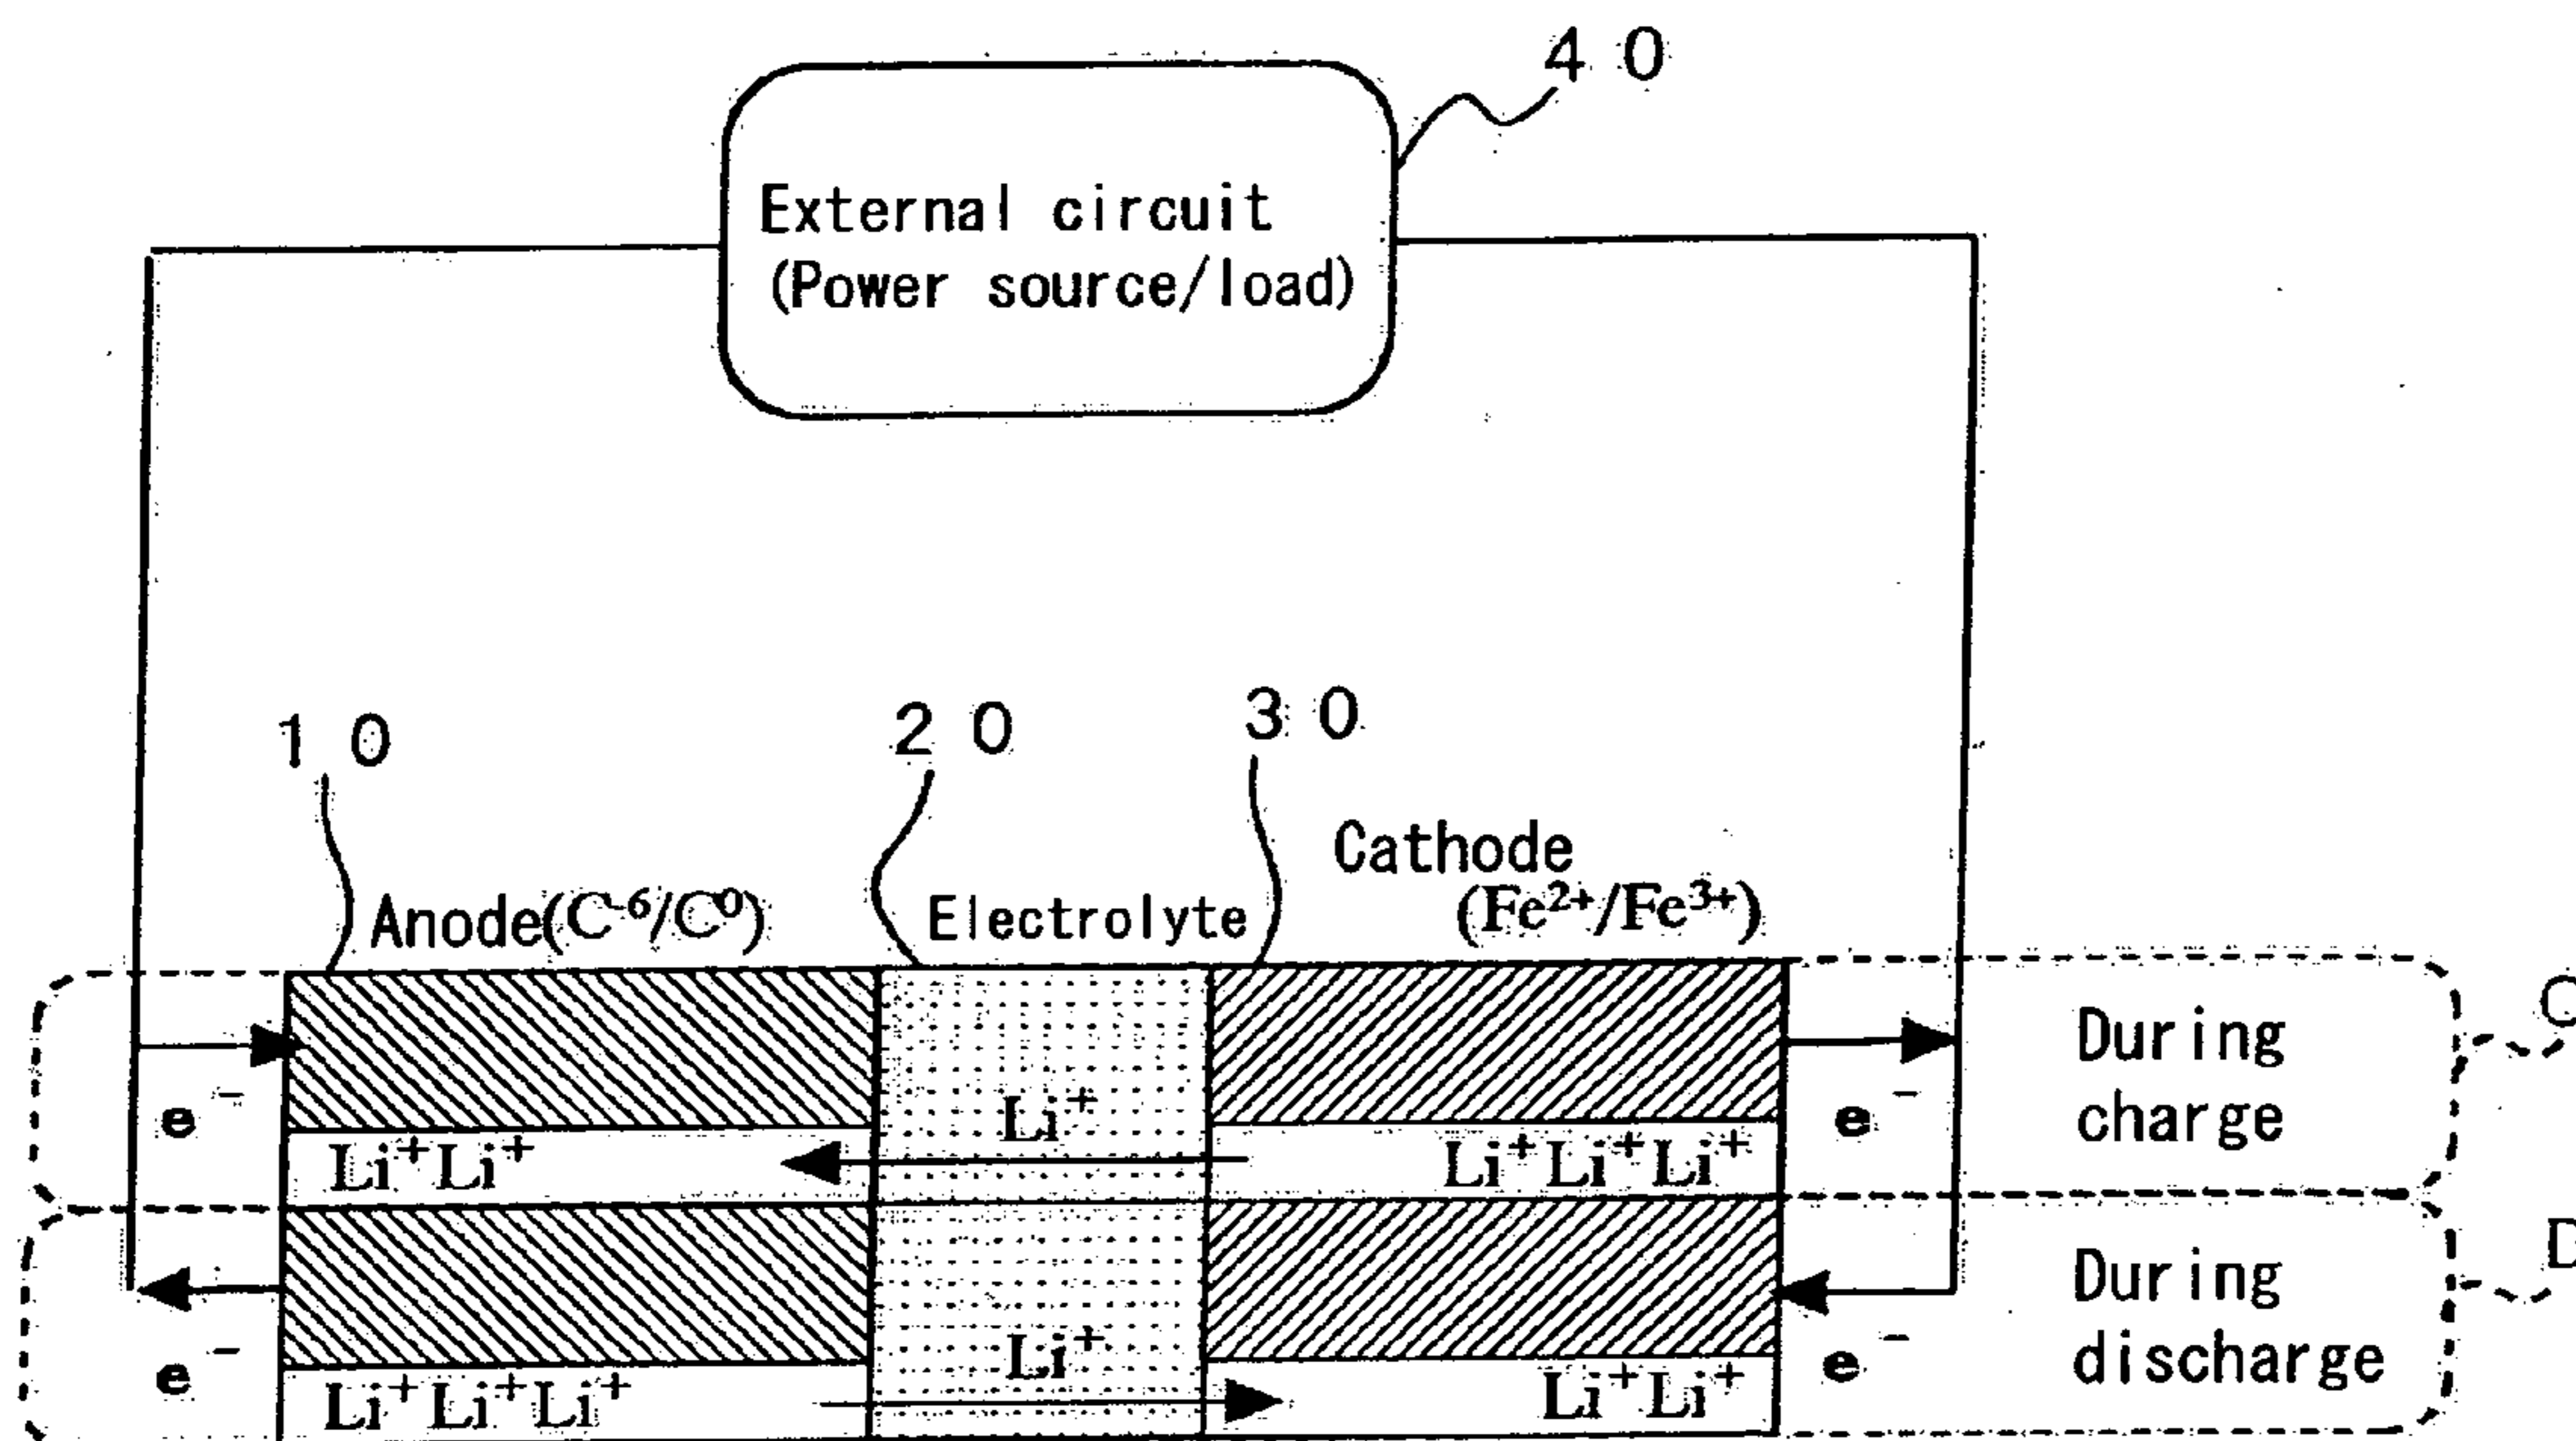 40
External circuit
(Power source/load)
10
20
30
Anode(C⁻⁶/C⁰)
Electrolyte
Cathode
(Fe²⁺/Fe³⁺)
e⁻
Li⁺
e⁻
During
charge
C
Li⁺Li⁺
Li⁺Li⁺Li⁺
e⁻
Li⁺
e⁻
During
discharge
D
Li⁺Li⁺Li⁺
Li⁺Li⁺